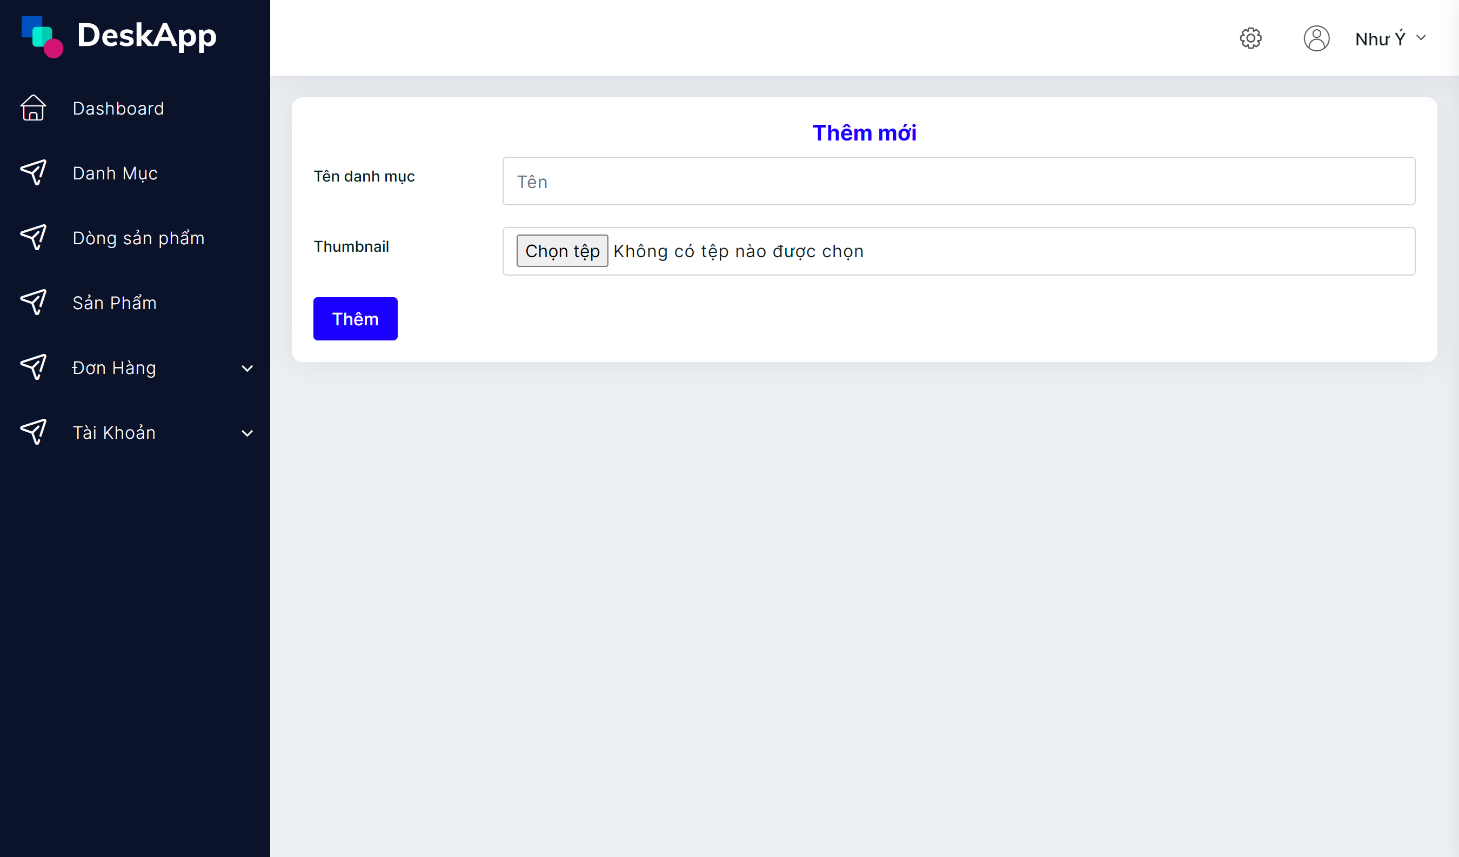 DeskApp
Như Ý
Dashboard
Danh Mục
Dòng sản phẩm
Sản Phẩm
Đơn Hàng
Tài Khoản
Thêm mới
Tên danh mục
Tên
Thumbnail
Chọn tệp Không có tệp nào được chọn
Thêm